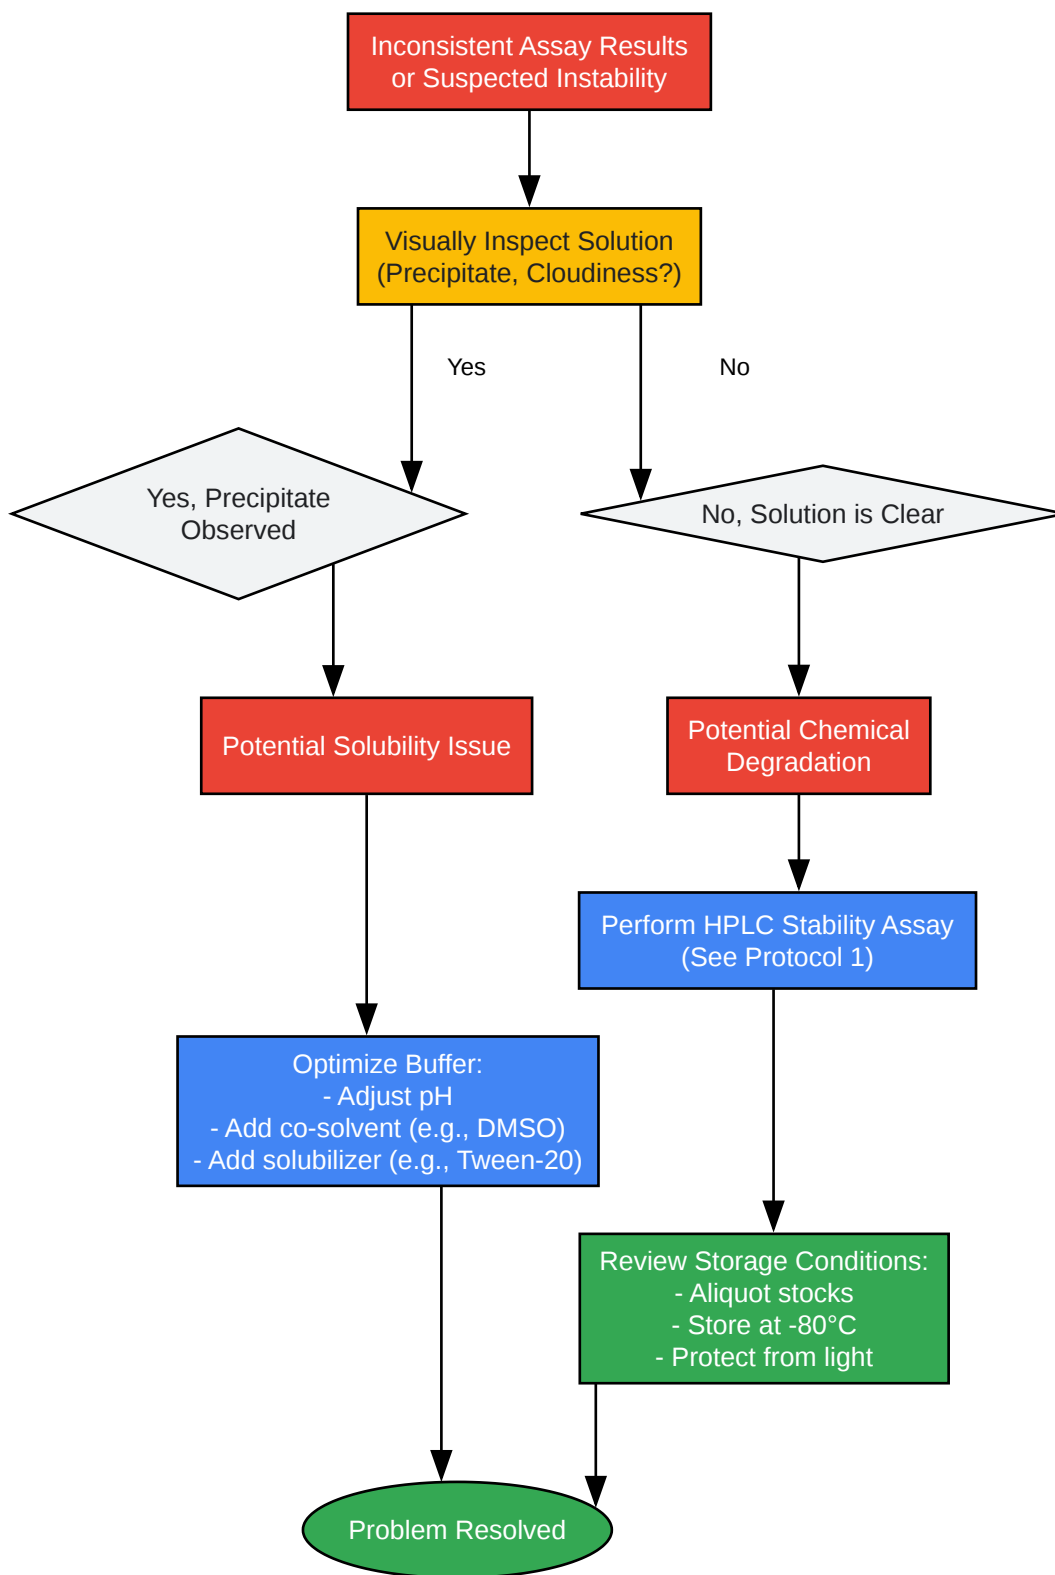 Inconsistent Assay Results
or Suspected Instability
Visually Inspect Solution
(Precipitate, Cloudiness?)
Yes
No
Yes, Precipitate
Observed
No, Solution is Clear
Potential Solubility Issue
Potential Chemical
Degradation
Perform HPLC Stability Assay
(See Protocol 1)
Optimize Buffer:
- Adjust pH
- Add co-solvent (e.g., DMSO)
- Add solubilizer (e.g., Tween-20)
Review Storage Conditions:
- Aliquot stocks
- Store at -80°C
- Protect from light
Problem Resolved